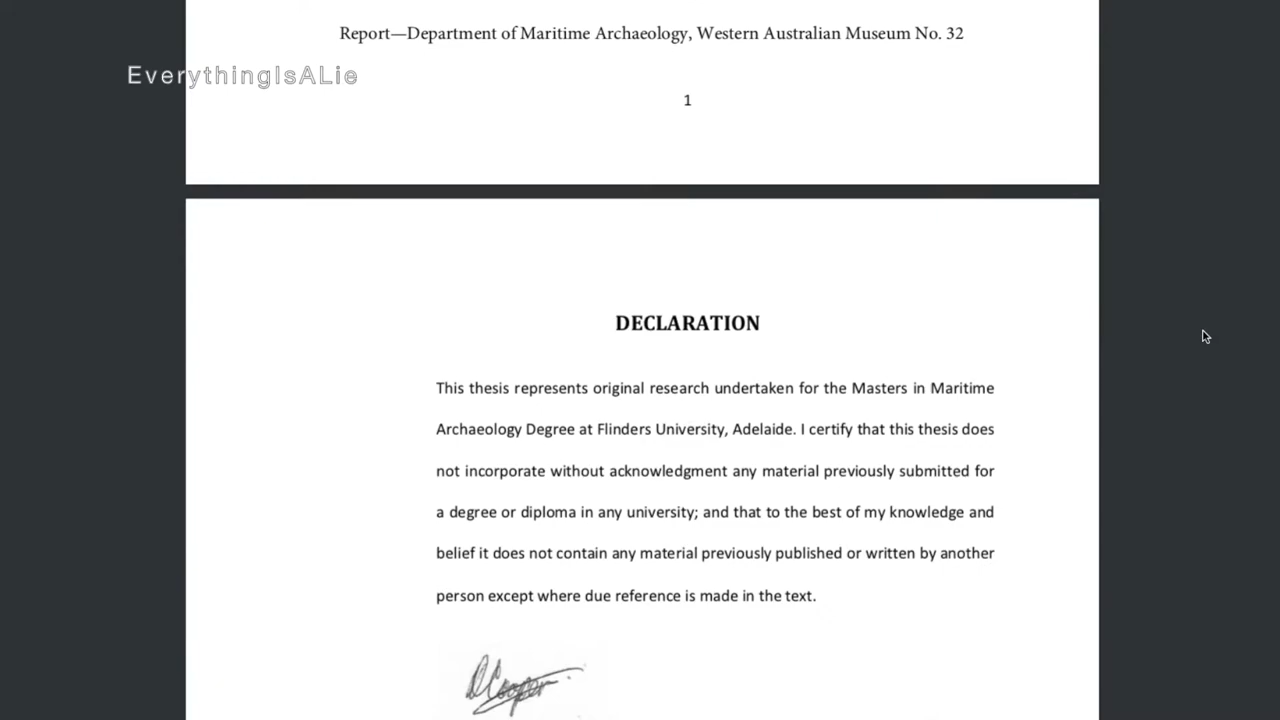 Report—Department of Maritime Archaeology, Western Australian Museum No. 32
EverythingIsALie
1
DECLARATION
This thesis represents original research undertaken for the Masters in Maritime
Archaeology Degree at Flinders University, Adelaide. I certify that this thesis does
not incorporate without acknowledgment any material previously submitted for
a degree or diploma in any university; and that to the best of my knowledge and
belief it does not contain any material previously published or written by another
person except where due reference is made in the text.
DCooper